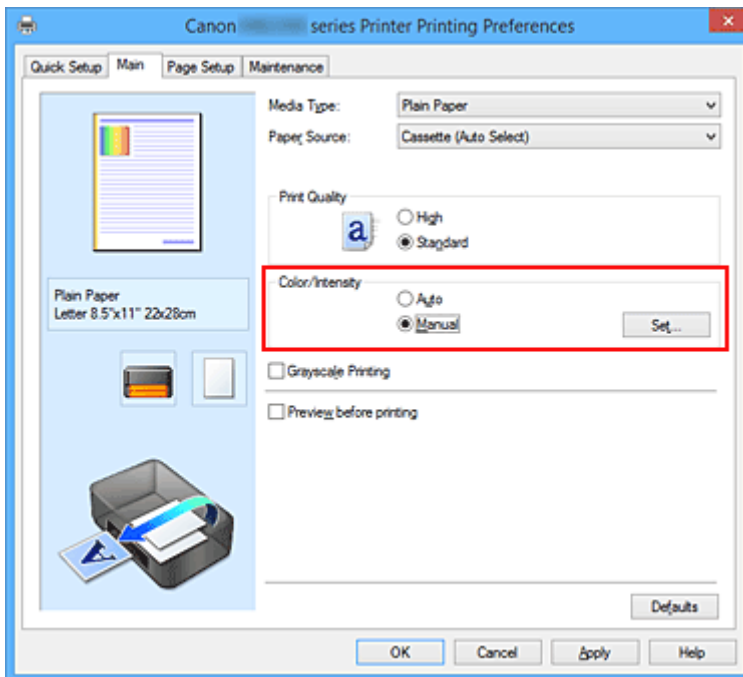 Canon series Printer Printing Preferences
Quick Setup Main Page Setup Maintenance
Media Type: Plain Paper
Paper Source: Cassette (Auto Select)
Print Quality
a
High
Standard
Color/Intensity
Auto
Manual
Set...
Plain Paper
Letter 8.5"x11" 22x28cm
Grayscale Printing
Preview before printing
A
Defaults
OK Cancel Apply Help